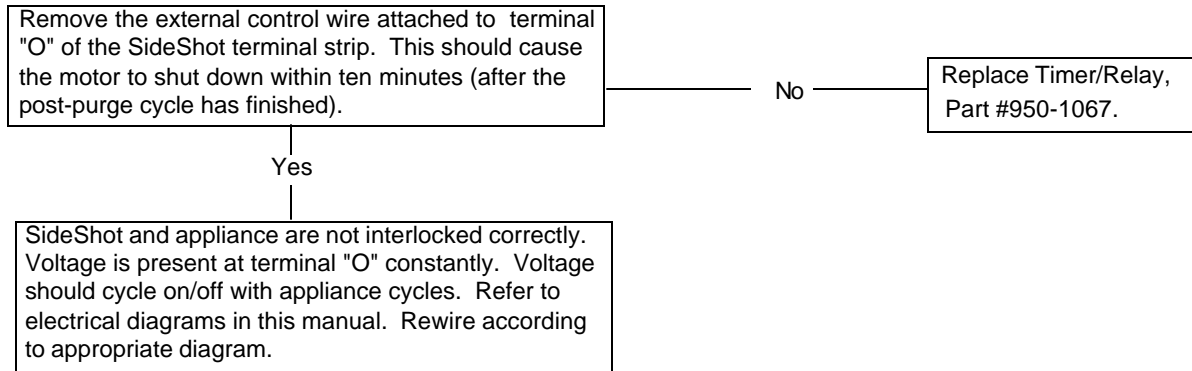 Remove the external control wire attached to terminal
"O" of the SideShot terminal strip. This should cause
the motor to shut down within ten minutes (after the
post-purge cycle has finished).
No
Replace Timer/Relay,
Part #950-1067.
Yes
SideShot and appliance are not interlocked correctly.
Voltage is present at terminal "O" constantly. Voltage
should cycle on/off with appliance cycles. Refer to
electrical diagrams in this manual. Rewire according
to appropriate diagram.